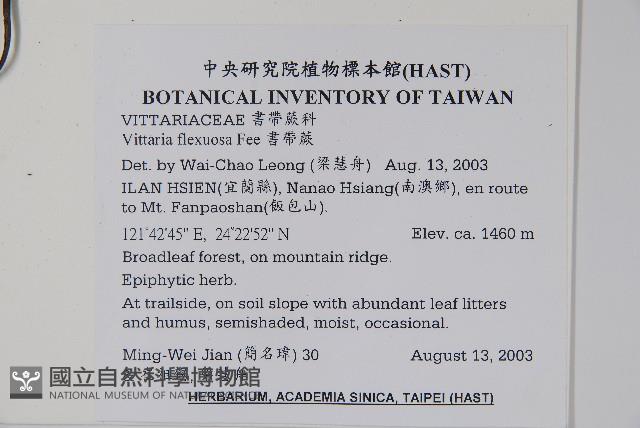 中央研究院植物標本館(HAST)
BOTANICAL INVENTORY OF TAIWAN
VITTARIACEAE 書帶蕨科
Vittaria flexuosa Fee 書帶蕨
Det. by Wai-Chao Leong (梁慧舟) Aug. 13, 2003
ILAN HSIEN(宜蘭縣), Nanao Hsiang(南澳鄉), en route
to Mt. Fanpaoshan(飯包山).
121°42'45" E, 24°22'52" N Elev. ca. 1460 m
Broadleaf forest, on mountain ridge.
Epiphytic herb.
At trailside, on soil slope with abundant leaf litters
and humus, semishaded, moist, occasional.
Ming-Wei Jian (簡名瑋) 30 August 13, 2003
國立自然科學博物館
NATIONAL MUSEUM OF NATURAL
HERBARIUM, ACADEMIA SINICA, TAIPEI (HAST)